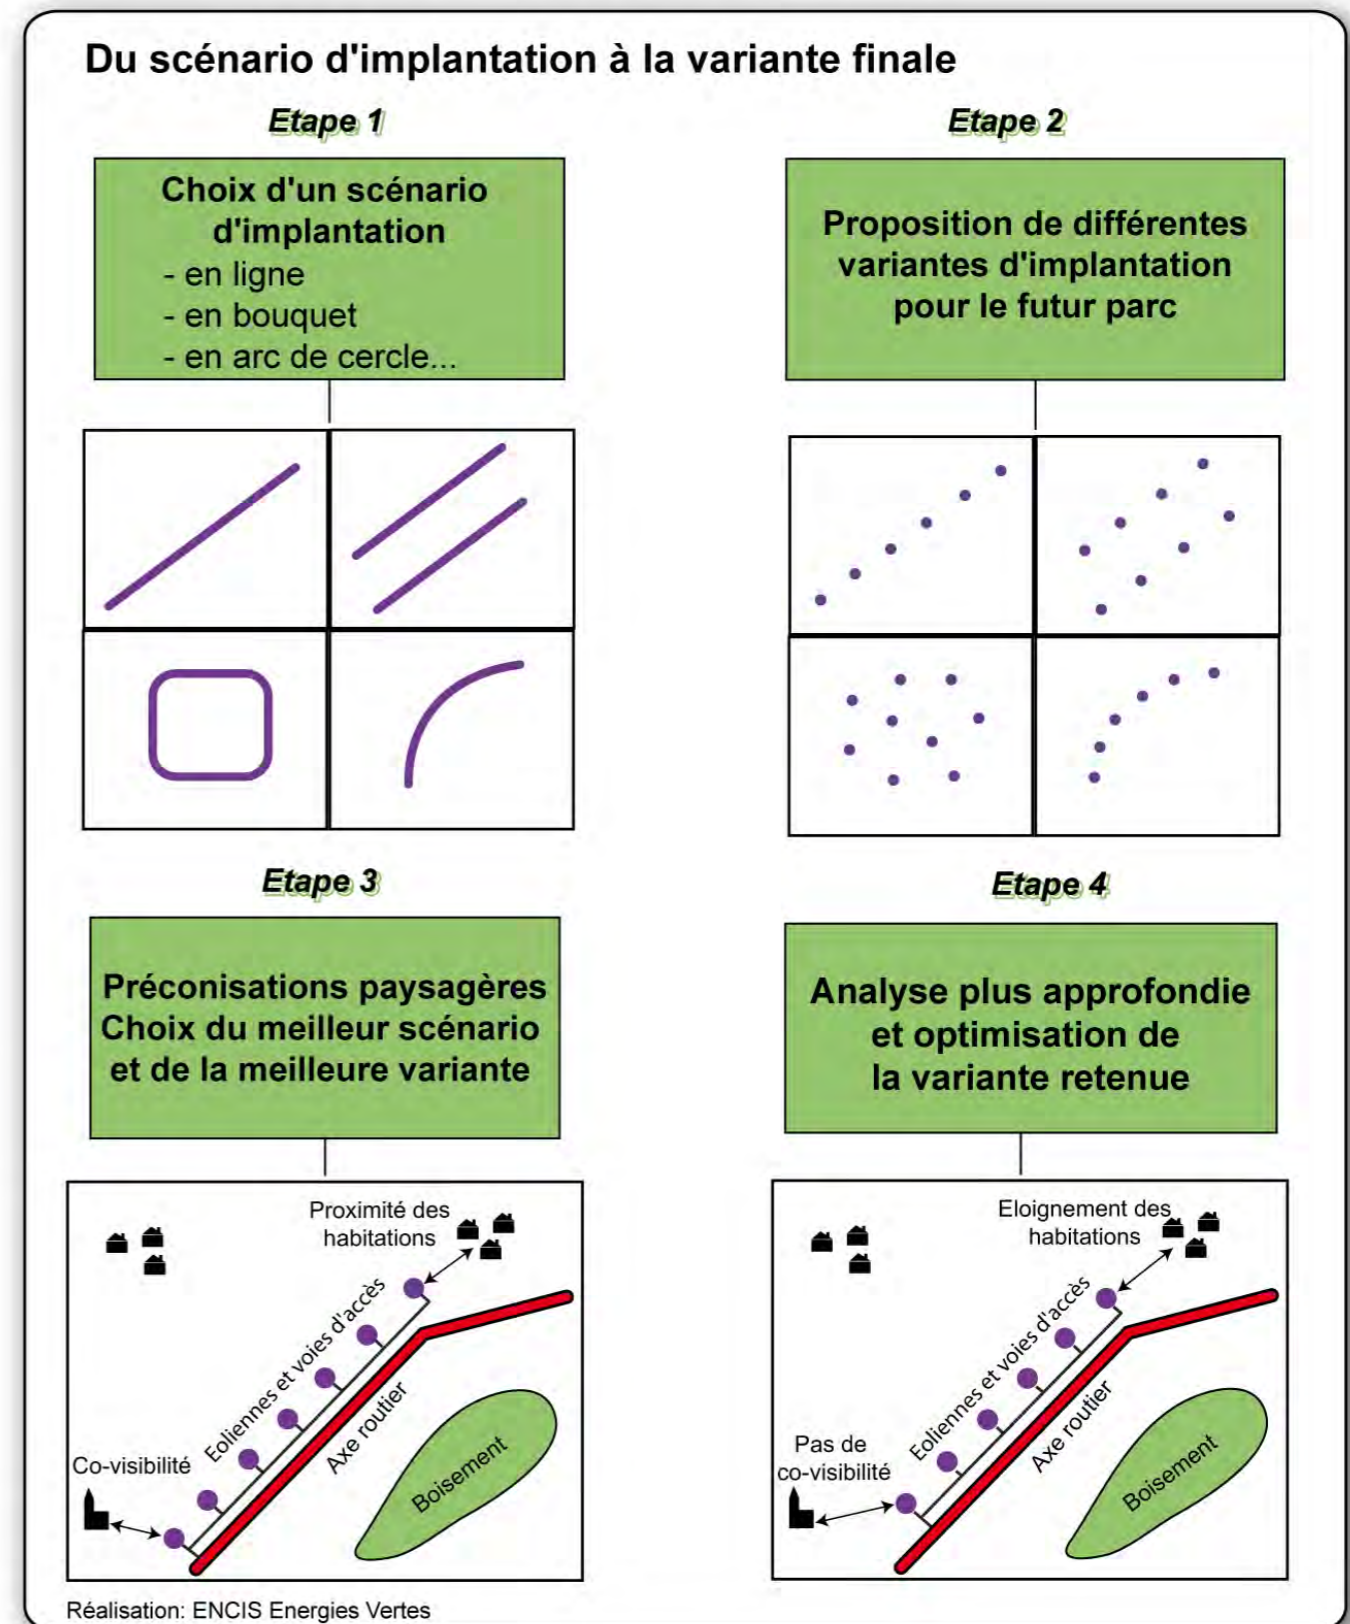 Du scénario d'implantation à la variante finale
Etape 1
Choix d'un scénario
d'implantation
- en ligne
- en bouquet
- en arc de cercle...
Etape 2
Proposition de différentes
variantes d'implantation
pour le futur parc
Etape 3
Préconisations paysagères
Choix du meilleur scénario
et de la meilleure variante
Proximité des
habitations
Eoliennes et voies d'accès
Axe routier
Co-visibilité
Boisement
Etape 4
Analyse plus approfondie
et optimisation de
la variante retenue
Eloignement des
habitations
Eoliennes et voies d'accès
Axe routier
Pas de
co-visibilité
Boisement
Réalisation: ENCIS Energies Vertes